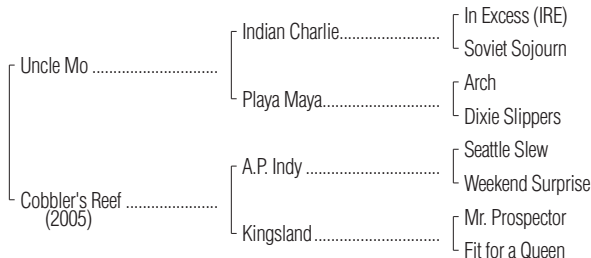 In Excess (IRE)
Indian Charlie..........................
Soviet Sojourn
Uncle Mo ................................
Arch
Playa Maya..............................
Dixie Slippers
Seattle Slew
A.P. Indy ..................................
Weekend Surprise
Cobbler's Reef .......................
(2005)
Mr. Prospector
Kingsland................................
Fit for a Queen